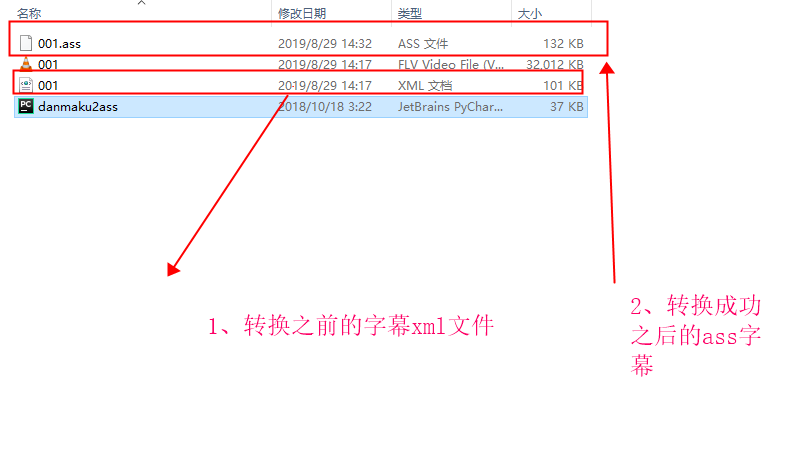 名称 修改日期 类型 大小
001.ass 2019/8/29 14:32 ASS 文件 132 KB
001 2019/8/29 14:17 FLV Video File (V... 32,012 KB
001 2019/8/29 14:17 XML 文档 101 KB
danmaku2ass 2018/10/18 3:22 JetBrains PyChar... 37 KB
1、转换之前的字幕xml文件
2、转换成功
之后的ass字
幕